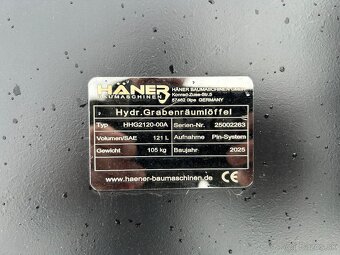 HÄNER
BAUMASCHINEN
HÄNER BAUMASCHINEN GMBH
Konrad-Zuse-Str.5
57462 Olpe GERMANY
Hydr.Grabenräumlöffel
Typ HHG2120-00A Serien-Nr. 25002263
Volumen/SAE 121 L Aufnahme Pin-System
Gewicht 105 kg Baujahr 2025
www.haener-baumaschinen.de CE